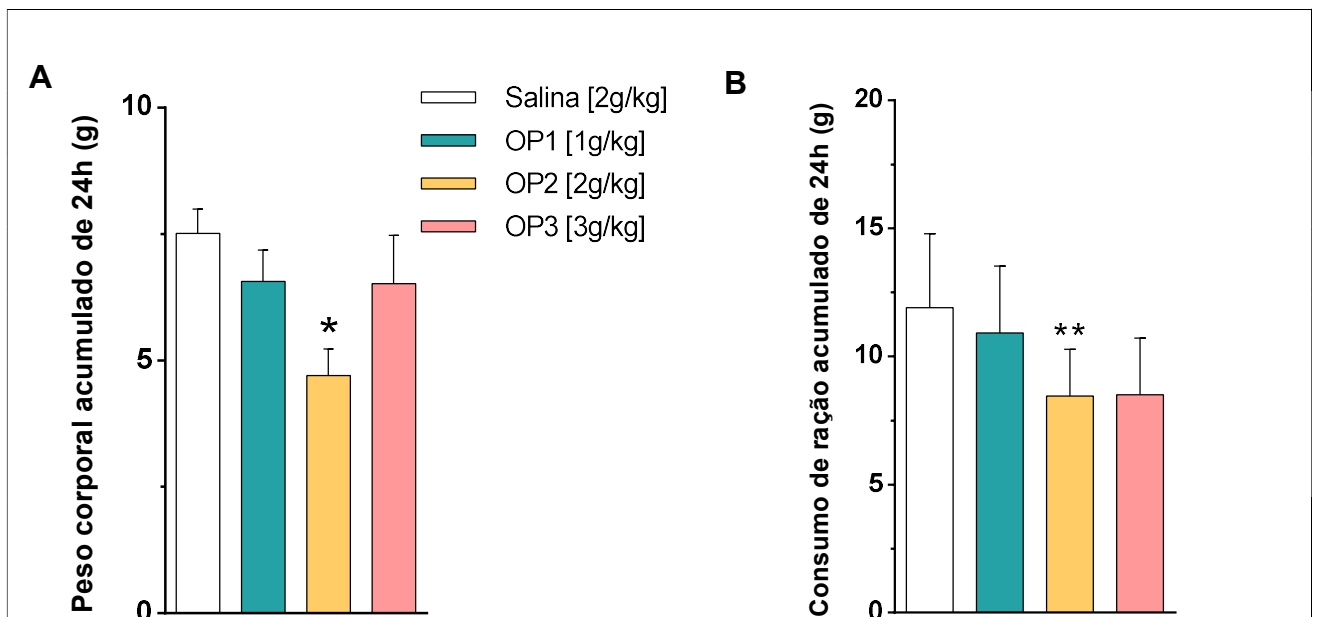 A
Peso corporal acumulado de 24h (g)
10
5
0
*
Salina [2g/kg]
OP1 [1g/kg]
OP2 [2g/kg]
OP3 [3g/kg]
B
Consumo de ração acumulado de 24h (g)
20
15
10
5
0
**